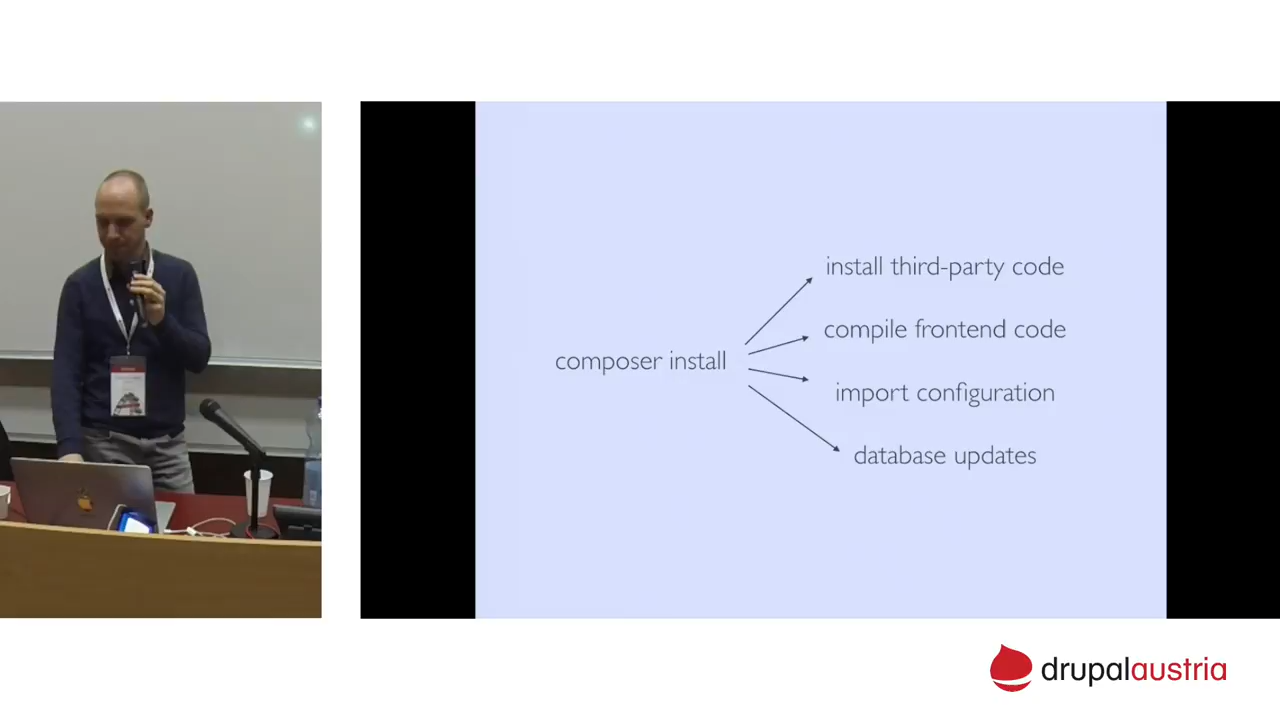 install third-party code
compile frontend code
composer install
import configuration
database updates
drupalaustria